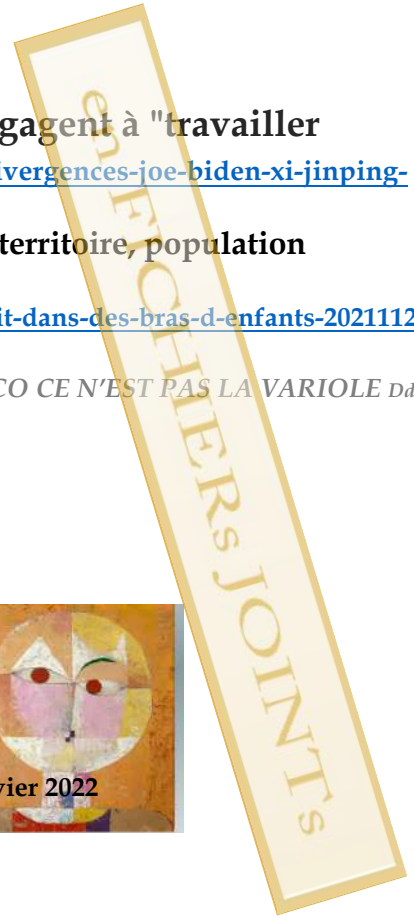 gagent à "travailler
ivergences-joe-biden-xi-jinping-
territoire, population
it-dans-des-bras-d-enfants-2021112
CO CE N'EST PAS LA VARIOLE Dd
en FICHIERs JOINTs
vier 2022